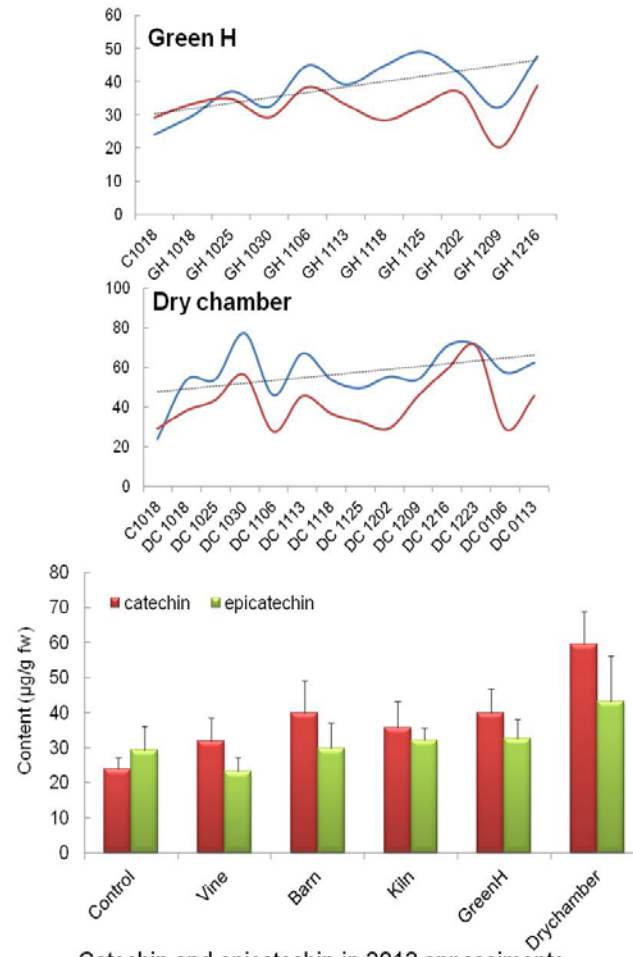 60
Green H
50
40
30
20
10
0
C1018
GH 1018
GH 1025
GH 1030
GH 1106
GH 1113
GH 1118
GH 1125
GH 1202
GH 1209
GH 1216
100
Dry chamber
80
60
40
20
0
C1018
DC 1018
DC 1025
DC 1030
DC 1106
DC 1113
DC 1118
DC 1125
DC 1202
DC 1209
DC 1216
DC 1223
DC 0106
DC 0113
80
70
60
50
40
30
20
10
0
Content (µg/g fw)
catechin epicatechin
Control
Vine
Barn
Kiln
GreenH
Drychamber
Catechin and epicatechin in